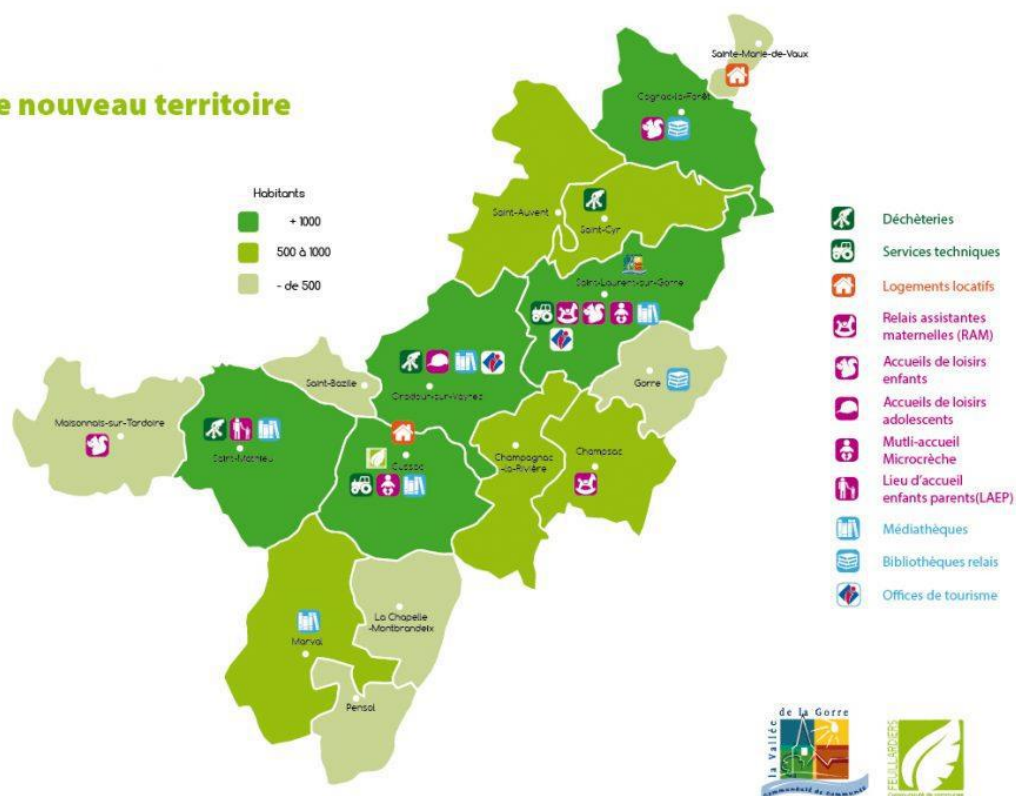 e nouveau territoire
Habitants
+ 1000
500 à 1000
- de 500
Sainte-Marie-de-Vaux
Cognac-la-Forêt
Saint-Auvent
Saint-Cyr
Saint-Laurent-sur-Gorre
Gorre
Saint-Bazile
Oradour-sur-Vayres
Maisonnais-sur-Tardoire
Saint-Mathieu
Cussac
Champagnac
-la-Rivière
Champsac
La Chapelle
-Montbrandeix
Marval
Pensol
Déchèteries
Services techniques
Logements locatifs
Relais assistantes
maternelles (RAM)
Accueils de loisirs
enfants
Accueils de loisirs
adolescents
Mutli-accueil
Microcrèche
Lieu d'accueil
enfants parents(LAEP)
Médiathèques
Bibliothèques relais
Offices de tourisme
la Vallée
de la Gorre
communauté de communes
FEUILLARDIERS